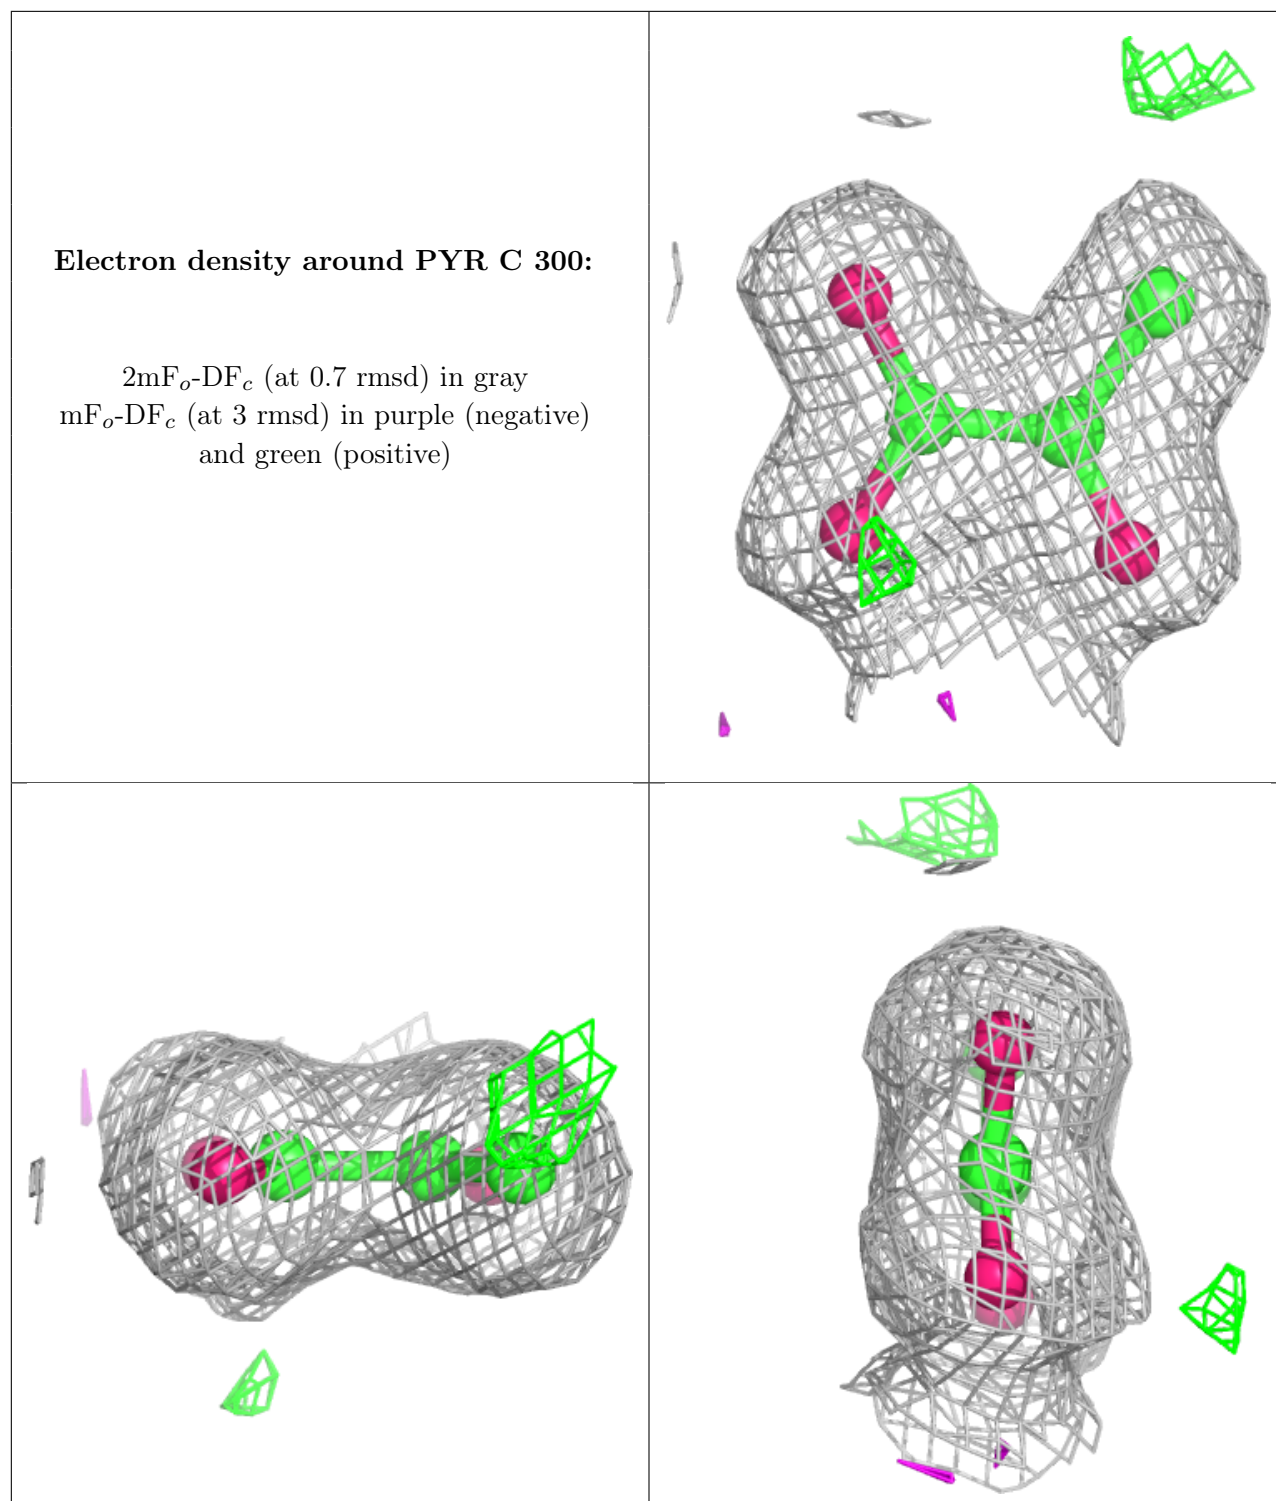 Electron density around PYR C 300:
2mFo-DFc (at 0.7 rmsd) in gray
mFo-DFc (at 3 rmsd) in purple (negative)
and green (positive)